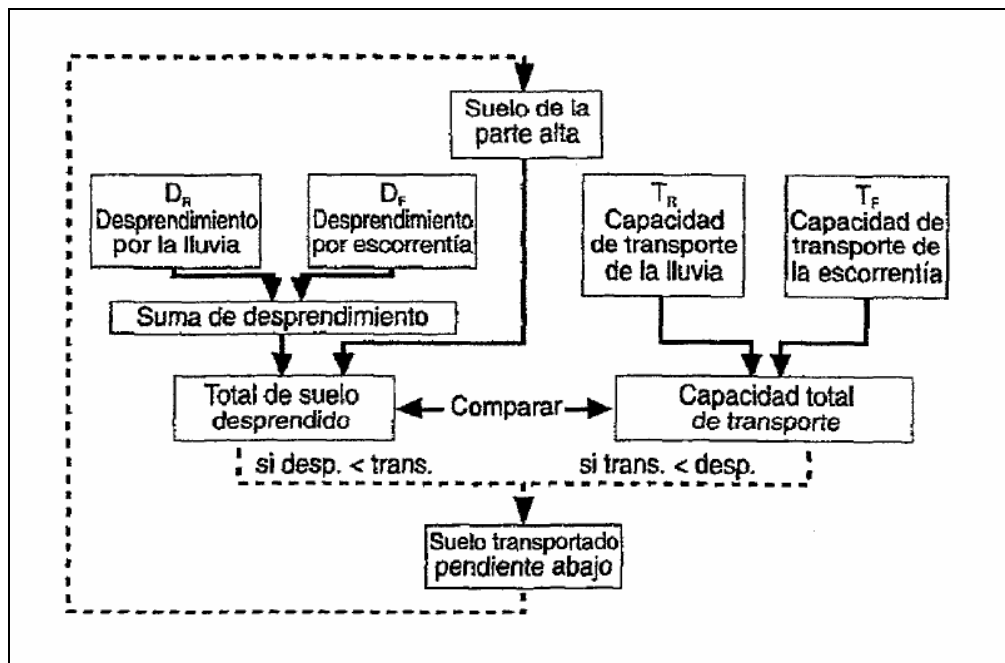 Suelo de la
parte alta
D_R
Desprendimiento
por la lluvia
D_F
Desprendimiento
por escorrentía
T_R
Capacidad
de transporte
de la lluvia
T_F
Capacidad de
transporte de
la escorrentía
Suma de desprendimiento
Total de suelo
desprendido
Comparar
Capacidad total
de transporte
si desp. < trans.
si trans. < desp.
Suelo transportado
pendiente abajo